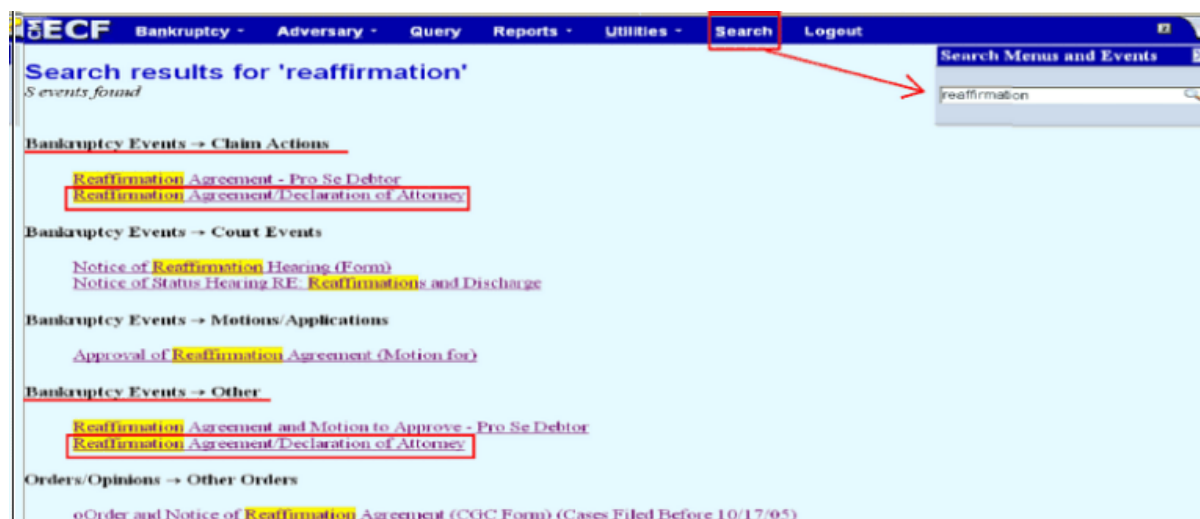 CM ECF Bankruptcy - Adversary - Query Reports - Utilities - Search Logout ?
Search Menus and Events
Search results for 'reaffirmation'
8 events found
reaffirmation
Bankruptcy Events → Claim Actions
Reaffirmation Agreement - Pro Se Debtor
Reaffirmation Agreement/Declaration of Attorney
Bankruptcy Events → Court Events
Notice of Reaffirmation Hearing (Form)
Notice of Status Hearing RE: Reaffirmations and Discharge
Bankruptcy Events → Motions/Applications
Approval of Reaffirmation Agreement (Motion for)
Bankruptcy Events → Other
Reaffirmation Agreement and Motion to Approve - Pro Se Debtor
Reaffirmation Agreement/Declaration of Attorney
Orders/Opinions → Other Orders
oOrder and Notice of Reaffirmation Agreement (CGC Form) (Cases Filed Before 10/17/05)